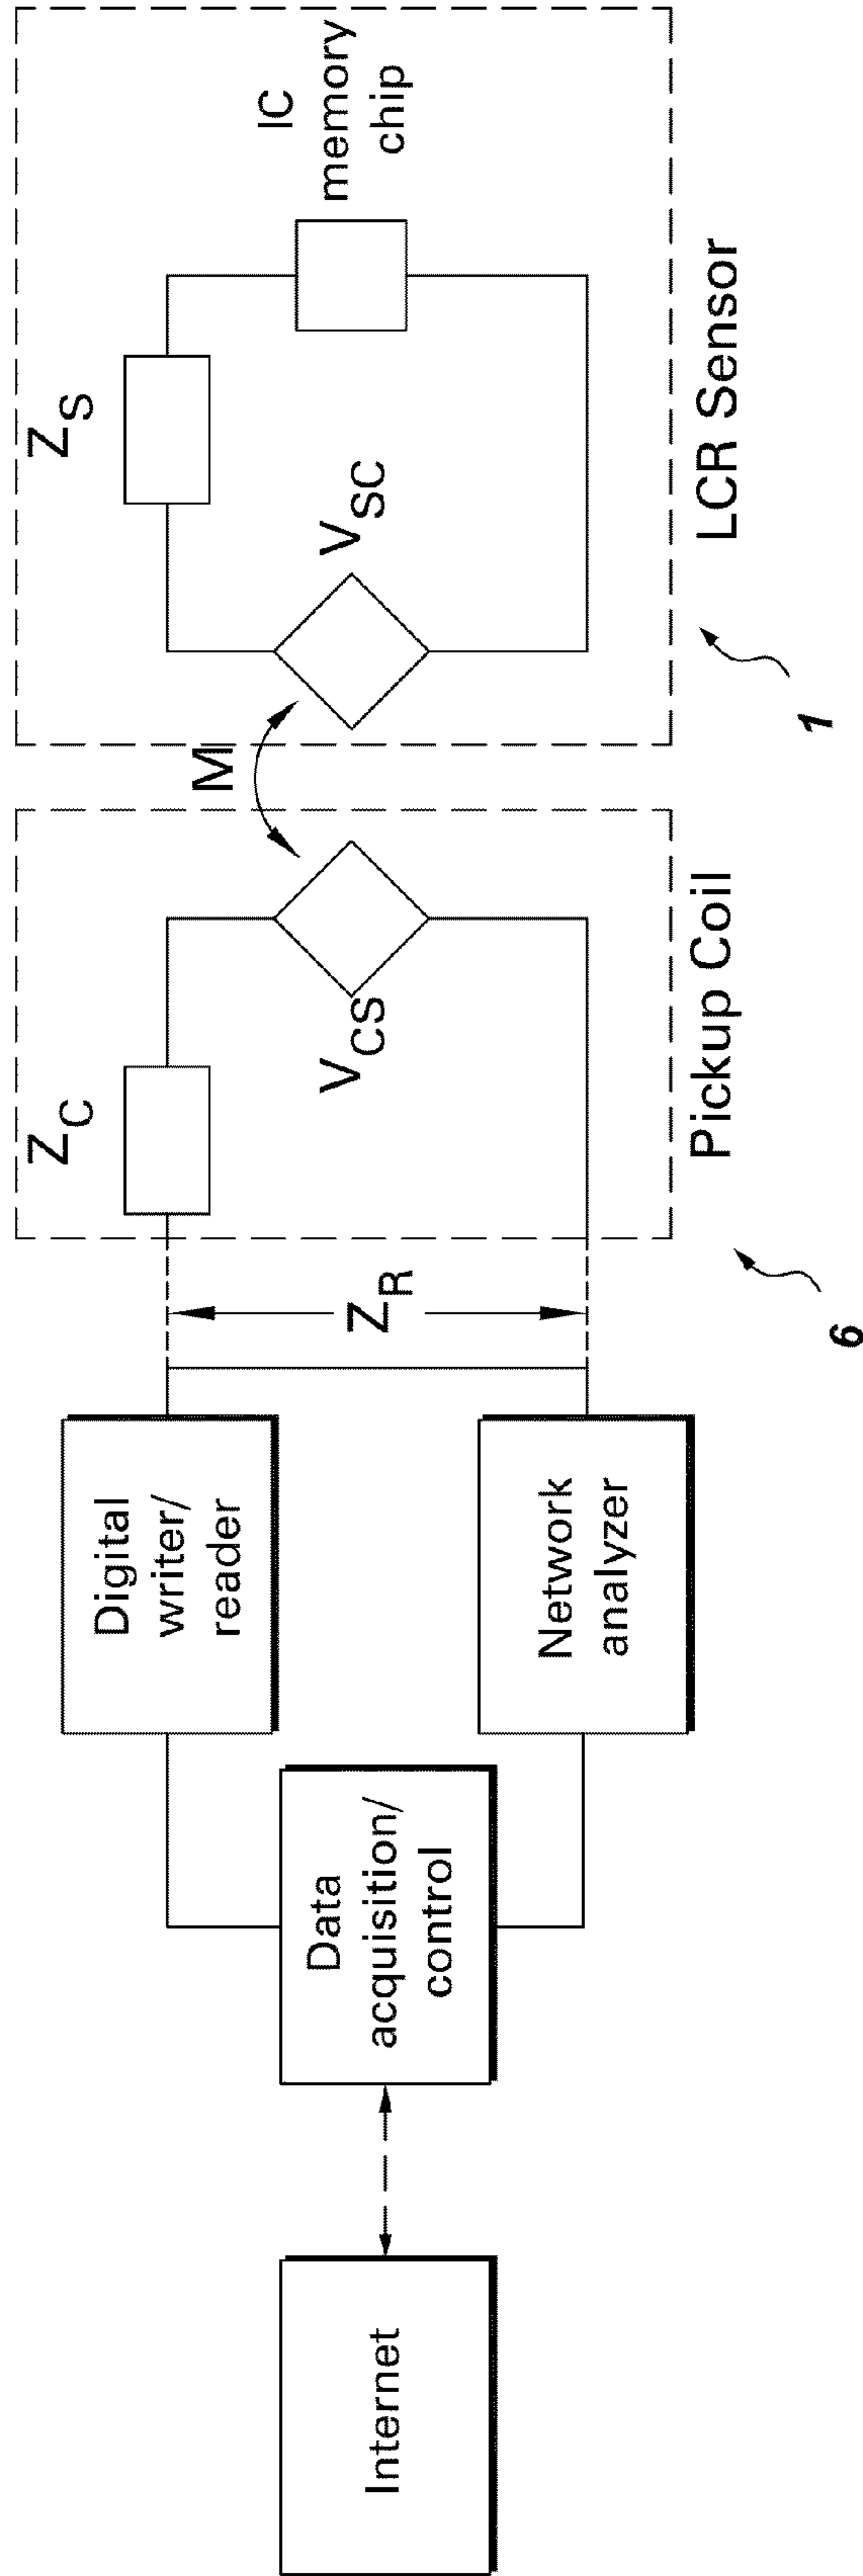 Internet
Data
acquisition/
control
Digital
writer/
reader
Network
analyzer
Z_R
Z_C
V_CS
Pickup Coil
6
M
Z_S
V_SC
IC
memory
chip
LCR Sensor
1